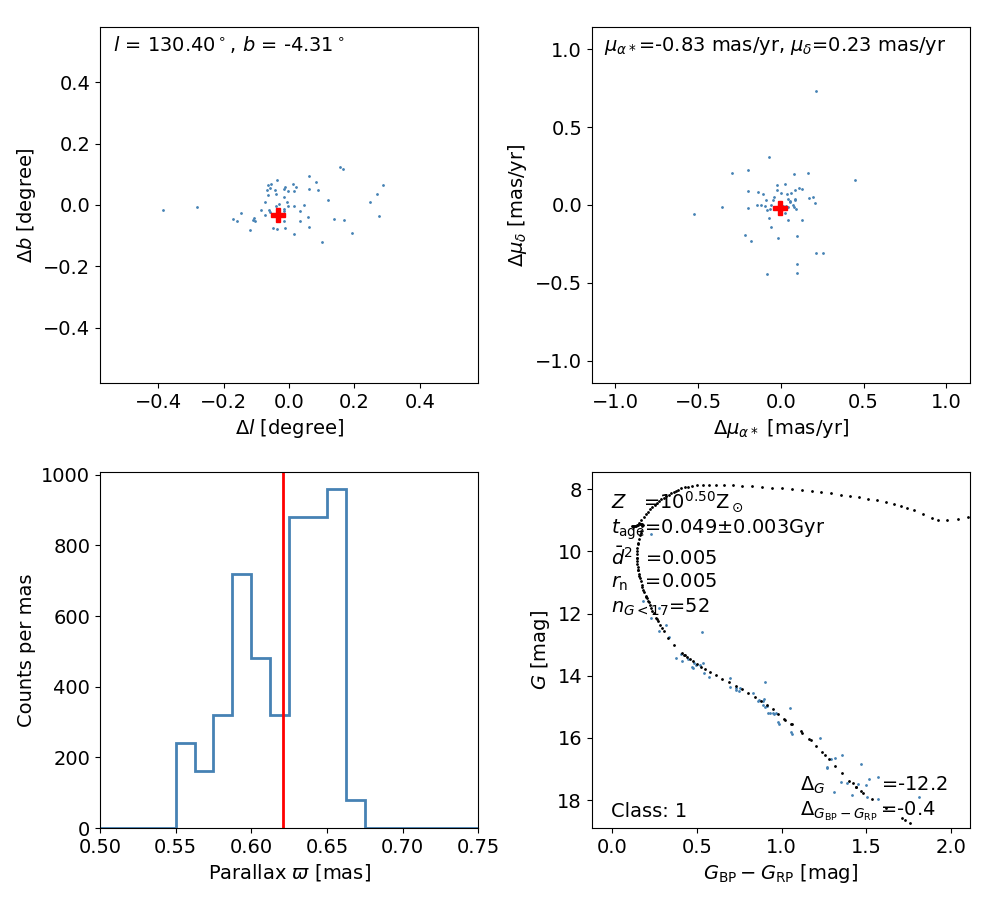 l = 130.40°, b = -4.31°
0.4
0.2
0.0
−0.2
−0.4
Δb [degree]
−0.4 −0.2 0.0 0.2 0.4
Δl [degree]
μα*=-0.83 mas/yr, μδ=0.23 mas/yr
1.0
0.5
0.0
−0.5
−1.0
Δμδ [mas/yr]
−1.0 −0.5 0.0 0.5 1.0
Δμα* [mas/yr]
1000
800
600
400
200
0
Counts per mas
0.50 0.55 0.60 0.65 0.70 0.75
Parallax ϖ [mas]
8
10
12
14
16
18
G [mag]
Z =10^0.50 Z⊙
tage=0.049±0.003Gyr
d̄² =0.005
rn =0.005
nG<17=52
ΔG =-12.2
ΔGBP−GRP=-0.4
Class: 1
0.0 0.5 1.0 1.5 2.0
GBP − GRP [mag]